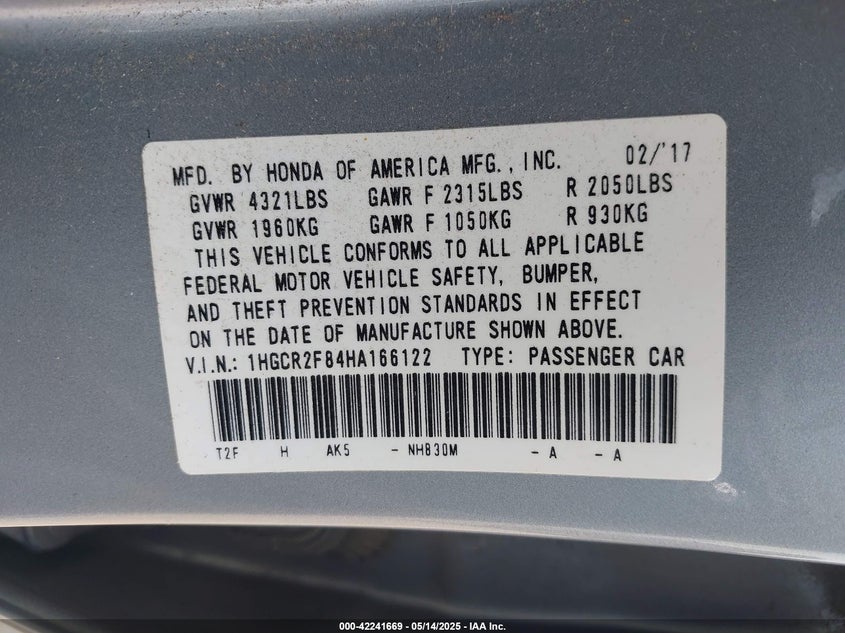 MFD. BY HONDA OF AMERICA MFG., INC. 02/'17
GVWR 4321LBS GAWR F 2315LBS R 2050LBS
GVWR 1960KG GAWR F 1050KG R 930KG
THIS VEHICLE CONFORMS TO ALL APPLICABLE
FEDERAL MOTOR VEHICLE SAFETY, BUMPER,
AND THEFT PREVENTION STANDARDS IN EFFECT
ON THE DATE OF MANUFACTURE SHOWN ABOVE.
V.I.N.: 1HGCR2F84HA166122 TYPE: PASSENGER CAR
T2F H AK5 - NH830M - A - A
000-42241669 - 05/14/2025 - IAA Inc.